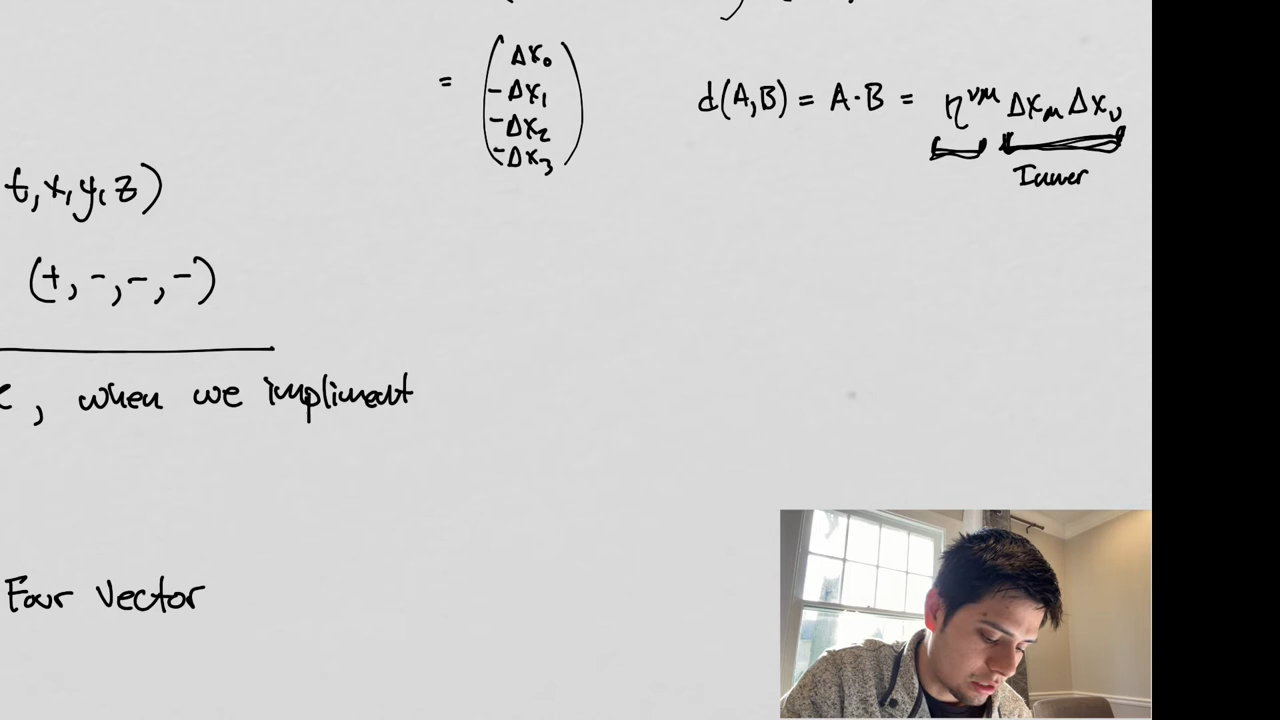 = ( Δx₀
-Δx₁
-Δx₂
-Δx₃ )
d(A,B) = A·B = η^νμ Δx_μ Δx_ν
Inner
t,x,y,z)
(+,-,-,-)
, when we impliment
Four Vector